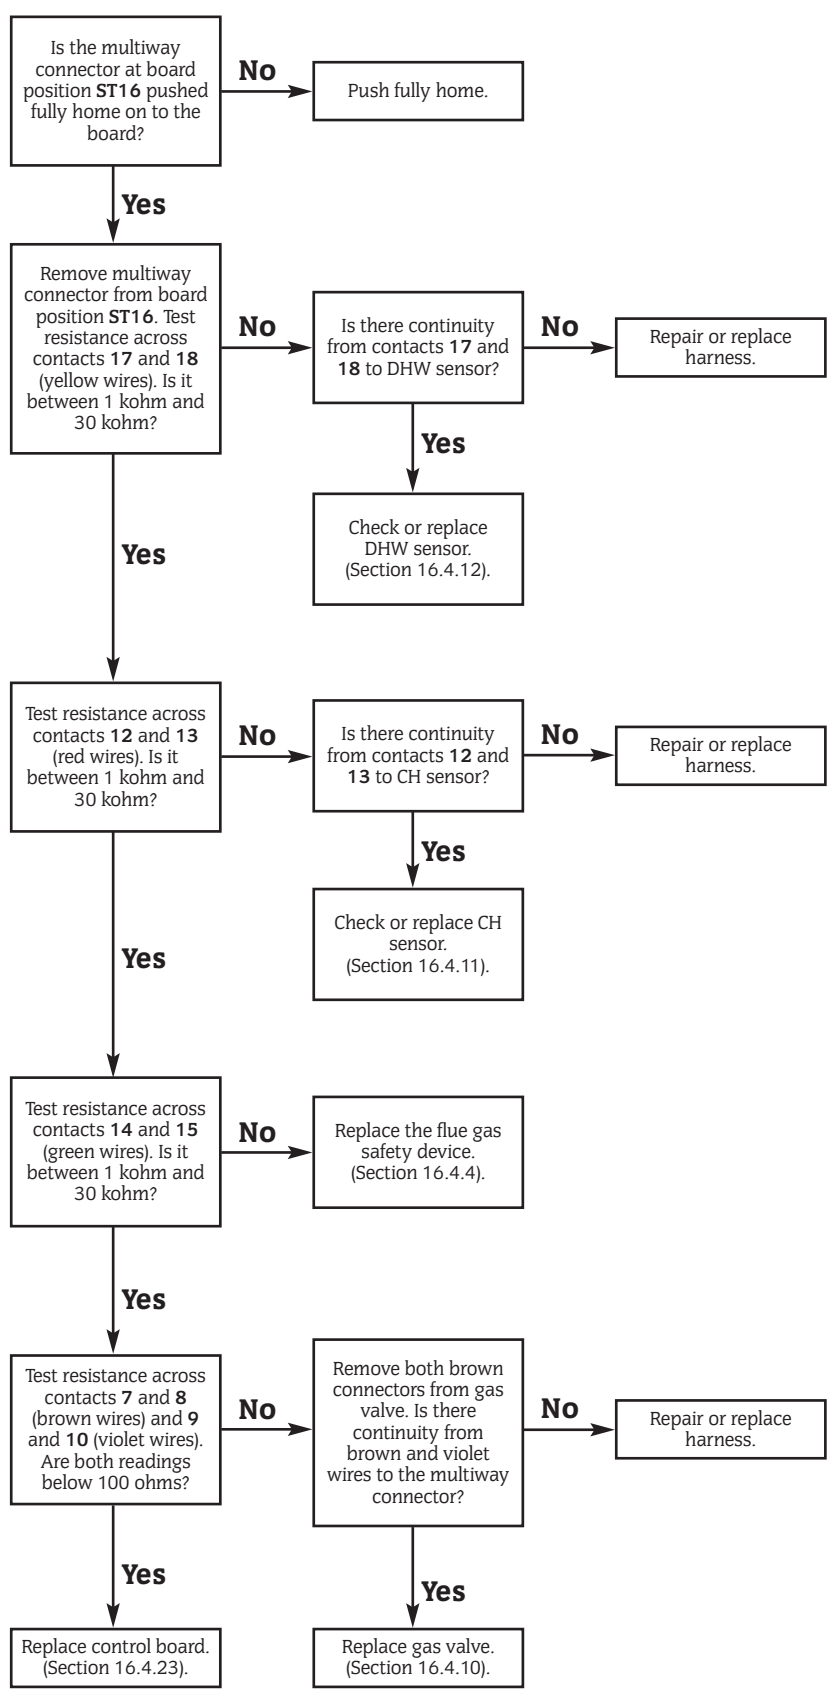 Is the multiway
connector at board
position ST16 pushed
fully home on to the
board?
No
Push fully home.
Yes
Remove multiway
connector from board
position ST16. Test
resistance across
contacts 17 and 18
(yellow wires). Is it
between 1 kohm and
30 kohm?
No
Is there continuity
from contacts 17 and
18 to DHW sensor?
No
Repair or replace
harness.
Yes
Check or replace
DHW sensor.
(Section 16.4.12).
Yes
Test resistance across
contacts 12 and 13
(red wires). Is it
between 1 kohm and
30 kohm?
No
Is there continuity
from contacts 12 and
13 to CH sensor?
No
Repair or replace
harness.
Yes
Check or replace CH
sensor.
(Section 16.4.11).
Yes
Test resistance across
contacts 14 and 15
(green wires). Is it
between 1 kohm and
30 kohm?
No
Replace the flue gas
safety device.
(Section 16.4.4).
Yes
Test resistance across
contacts 7 and 8
(brown wires) and 9
and 10 (violet wires).
Are both readings
below 100 ohms?
No
Remove both brown
connectors from gas
valve. Is there
continuity from
brown and violet
wires to the multiway
connector?
No
Repair or replace
harness.
Yes
Replace control board.
(Section 16.4.23).
Yes
Replace gas valve.
(Section 16.4.10).